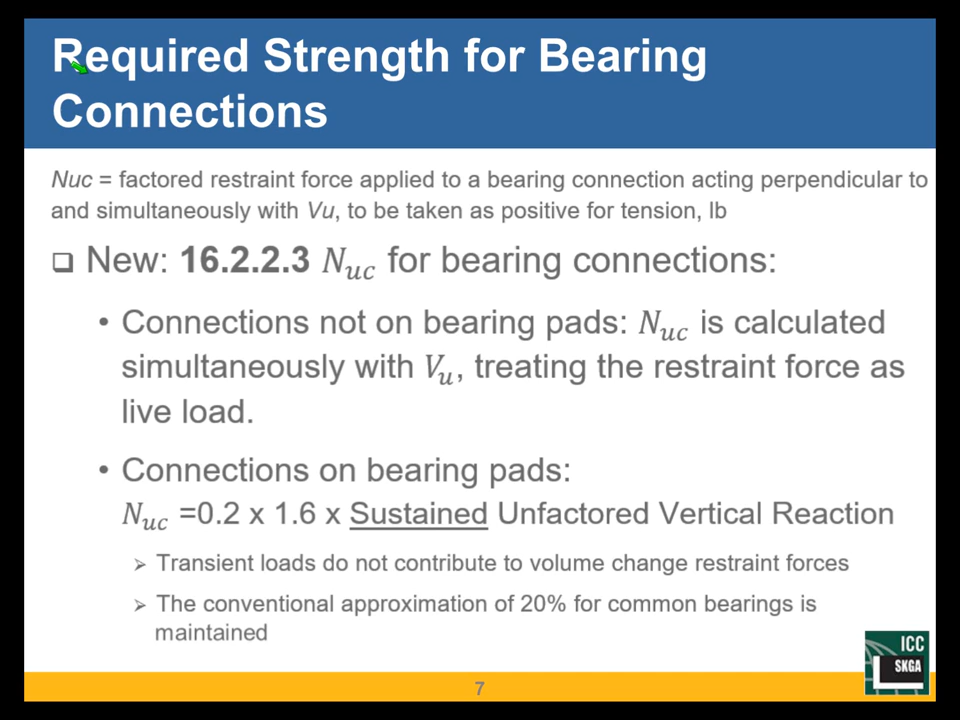 Required Strength for Bearing
Connections
Nuc = factored restraint force applied to a bearing connection acting perpendicular to
and simultaneously with Vu, to be taken as positive for tension, lb
❑ New: 16.2.2.3 N_uc for bearing connections:
• Connections not on bearing pads: N_uc is calculated
simultaneously with V_u, treating the restraint force as
live load.
• Connections on bearing pads:
N_uc =0.2 x 1.6 x Sustained Unfactored Vertical Reaction
➢ Transient loads do not contribute to volume change restraint forces
➢ The conventional approximation of 20% for common bearings is
maintained
ICC
SKGA
7